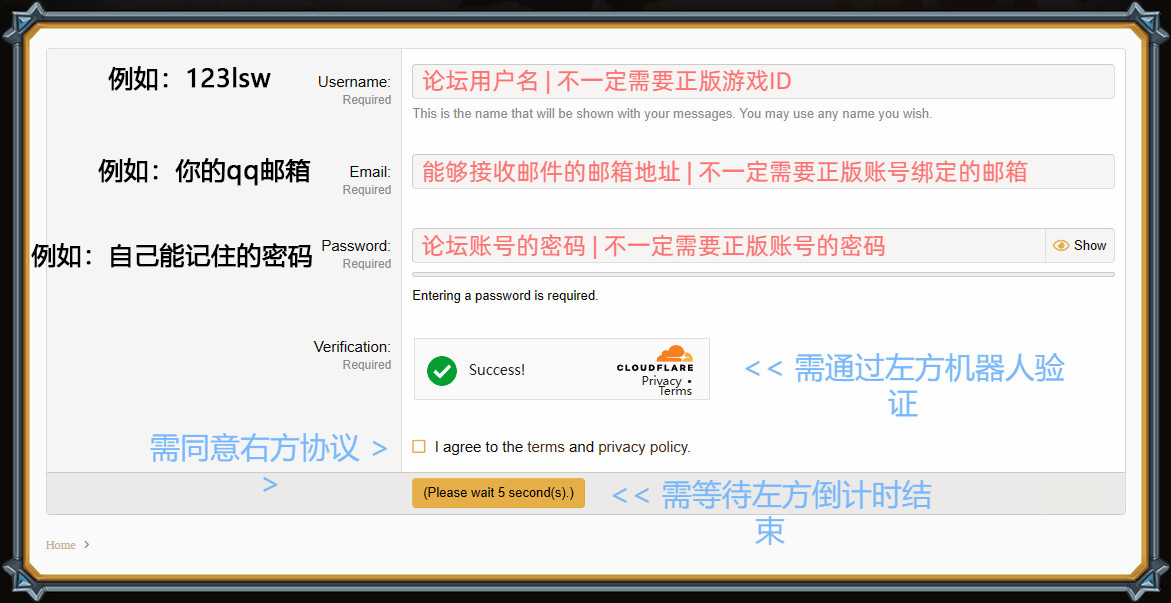 例如：123lsw
Username:
论坛用户名 | 不一定需要正版游戏ID
Required
This is the name that will be shown with your messages. You may use any name you wish.
例如：你的qq邮箱
Email:
能够接收邮件的邮箱地址 | 不一定需要正版账号绑定的邮箱
Required
例如：自己能记住的密码
Password:
论坛账号的密码 | 不一定需要正版账号的密码
Show
Required
Entering a password is required.
Verification:
Required
Success!
CLOUDFLARE
Privacy •
Terms
<< 需通过左方机器人验
证
需同意右方协议 >
>
I agree to the terms and privacy policy.
(Please wait 5 second(s).)
<< 需等待左方倒计时结
束
Home >